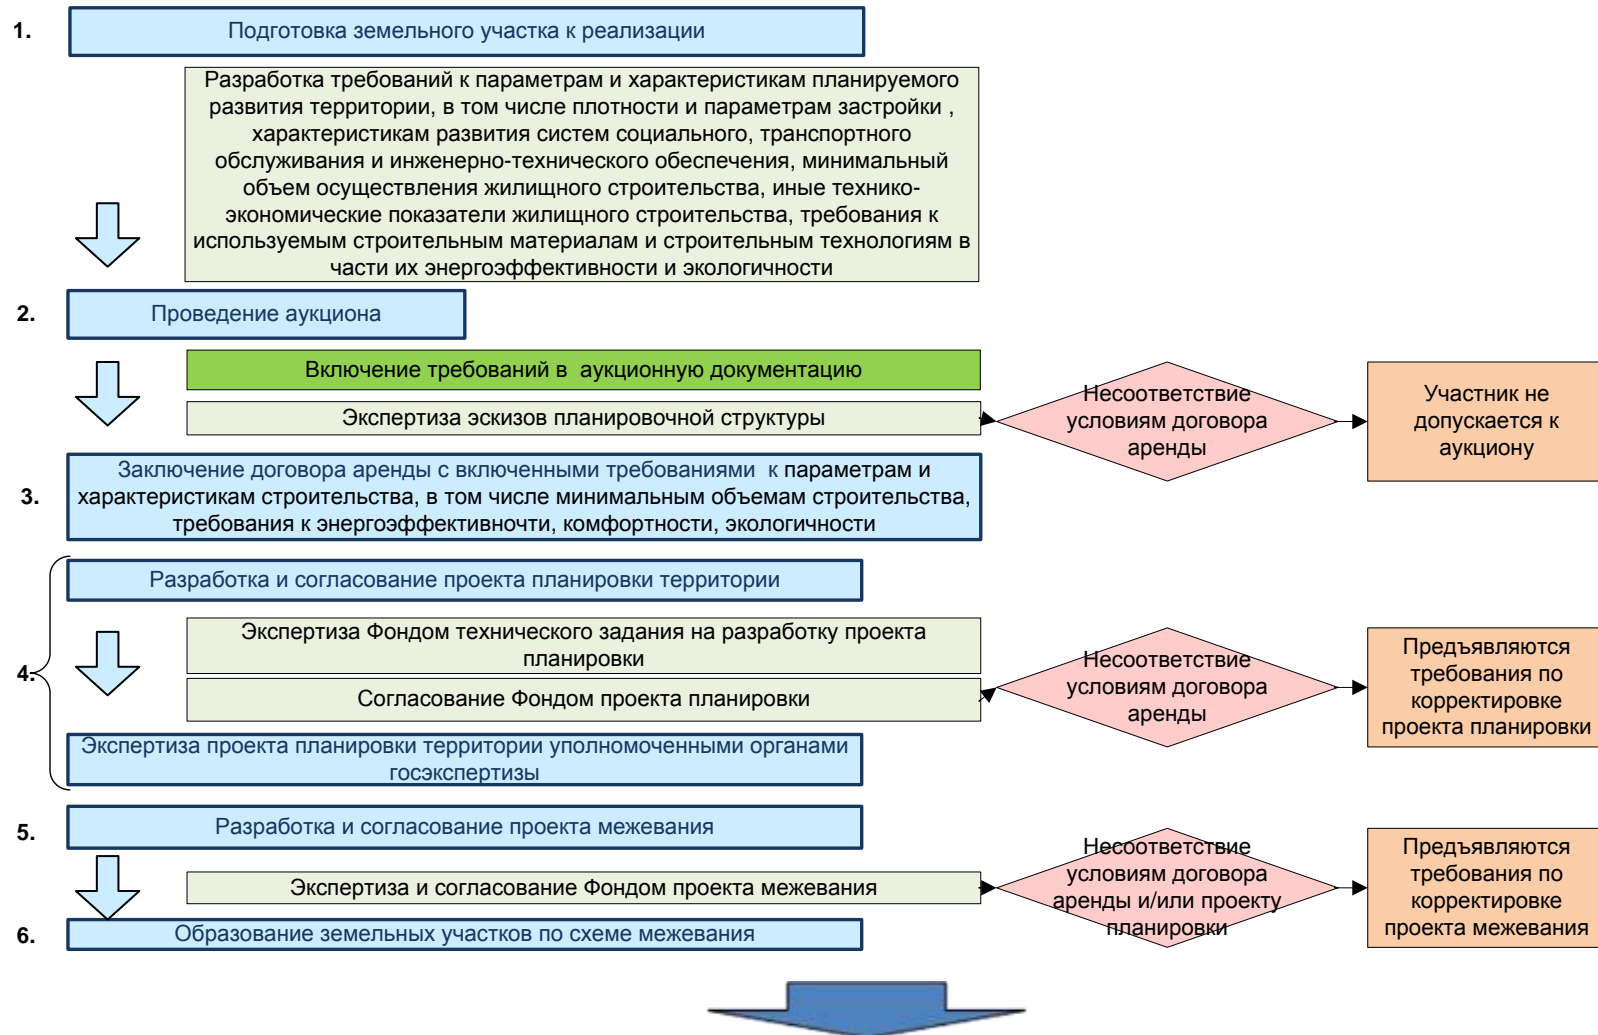 1.
Подготовка земельного участка к реализации
Разработка требований к параметрам и характеристикам планируемого
развития территории, в том числе плотности и параметрам застройки ,
характеристикам развития систем социального, транспортного
обслуживания и инженерно-технического обеспечения, минимальный
объем осуществления жилищного строительства, иные технико-
экономические показатели жилищного строительства, требования к
используемым строительным материалам и строительным технологиям в
части их энергоэффективности и экологичности
2.
Проведение аукциона
Включение требований в аукционную документацию
Экспертиза эскизов планировочной структуры
Несоответствие
условиям договора
аренды
Участник не
допускается к
аукциону
3.
Заключение договора аренды с включенными требованиями к параметрам и
характеристикам строительства, в том числе минимальным объемам строительства,
требования к энергоэффективночти, комфортности, экологичности
4.
Разработка и согласование проекта планировки территории
Экспертиза Фондом технического задания на разработку проекта
планировки
Согласование Фондом проекта планировки
Несоответствие
условиям договора
аренды
Предъявляются
требования по
корректировке
проекта планировки
Экспертиза проекта планировки территории уполномоченными органами
госэкспертизы
5.
Разработка и согласование проекта межевания
Экспертиза и согласование Фондом проекта межевания
Несоответствие
условиям договора
аренды и/или проекту
планировки
Предъявляются
требования по
корректировке
проекта межевания
6.
Образование земельных участков по схеме межевания